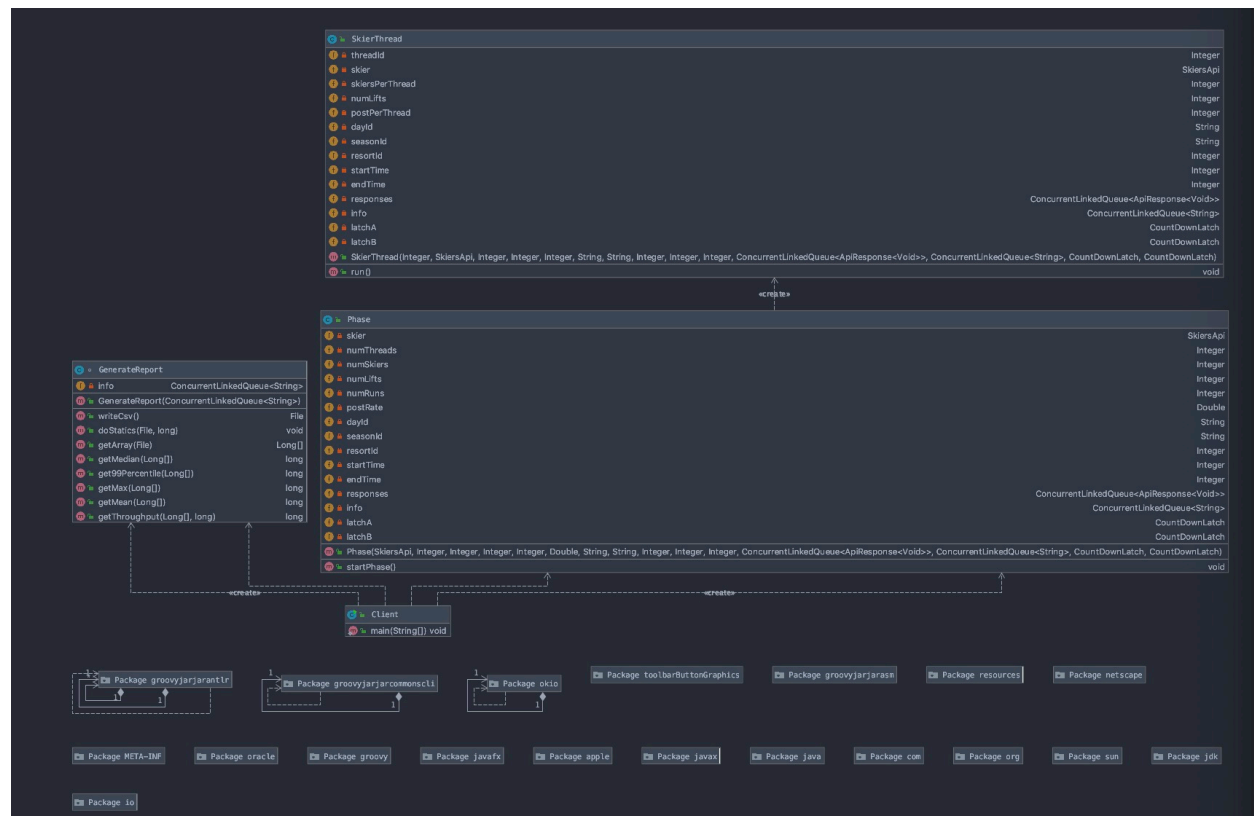 SkierThread
threadId Integer
skier SkiersApi
skiersPerThread Integer
numLifts Integer
postPerThread Integer
dayId String
seasonId String
resortId Integer
startTime Integer
endTime Integer
responses ConcurrentLinkedQueue<ApiResponse<Void>>
info ConcurrentLinkedQueue<String>
latchA CountDownLatch
latchB CountDownLatch
SkierThread(Integer, SkiersApi, Integer, Integer, Integer, String, String, Integer, Integer, Integer, ConcurrentLinkedQueue<ApiResponse<Void>>, ConcurrentLinkedQueue<String>, CountDownLatch, CountDownLatch)
run() void
«create»
Phase
skier SkiersApi
numThreads Integer
numSkiers Integer
numLifts Integer
numRuns Integer
postRate Double
dayId String
seasonId String
resortId Integer
startTime Integer
endTime Integer
responses ConcurrentLinkedQueue<ApiResponse<Void>>
info ConcurrentLinkedQueue<String>
latchA CountDownLatch
latchB CountDownLatch
Phase(SkiersApi, Integer, Integer, Integer, Integer, Double, String, String, Integer, Integer, Integer, ConcurrentLinkedQueue<ApiResponse<Void>>, ConcurrentLinkedQueue<String>, CountDownLatch, CountDownLatch)
startPhase() void
GenerateReport
info ConcurrentLinkedQueue<String>
GenerateReport(ConcurrentLinkedQueue<String>)
writeCsv() File
doStatics(File, long) void
getArray(File) Long[]
getMedian(Long[]) long
get99Percentile(Long[]) long
getMax(Long[]) long
getMean(Long[]) long
getThroughput(Long[], long) long
«create» «create»
Client
main(String[]) void
1 Package groovyjarjarantlr 1 1
1 Package groovyjarjarcommonscli 1
1 Package okio 1
Package toolbarButtonGraphics Package groovyjarjarasm Package resources Package netscape
Package META-INF Package oracle Package groovy Package javafx Package apple Package javax Package java Package com Package org Package sun Package jdk
Package io